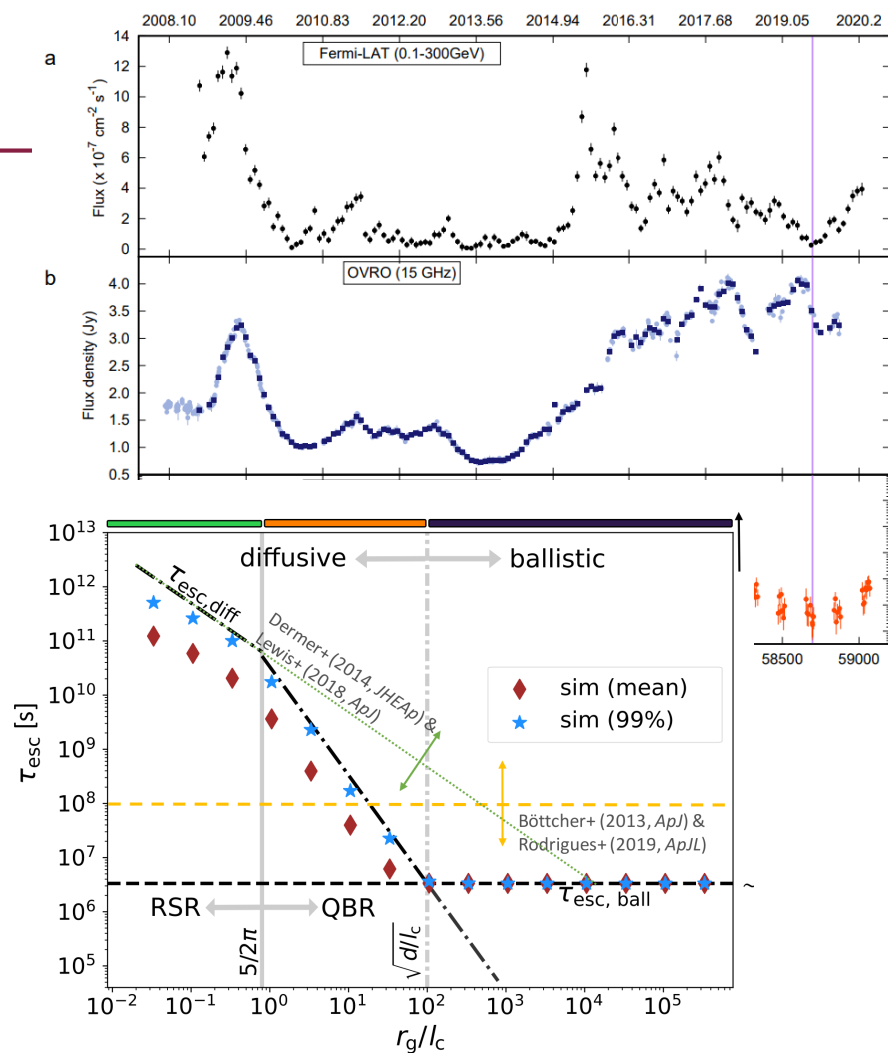 2008.10 2009.46 2010.83 2012.20 2013.56 2014.94 2016.31 2017.68 2019.05 2020.2
a
Fermi-LAT (0.1-300GeV)
14
12
10
8
6
4
2
0
Flux (x 10⁻⁷ cm⁻² s⁻¹)
b
OVRO (15 GHz)
4.0
3.5
3.0
2.5
2.0
1.5
1.0
0.5
Flux density (Jy)
58500 59000
10¹³
10¹²
10¹¹
10¹⁰
10⁹
10⁸
10⁷
10⁶
10⁵
τesc [s]
diffusive ballistic
τesc,diff
Dermer+ (2014, JHEAp) &
Lewis+ (2018, ApJ)
sim (mean)
sim (99%)
Böttcher+ (2013, ApJ) &
Rodrigues+ (2019, ApJL)
τesc, ball
~
RSR QBR
5/2π
√d/lc
10⁻² 10⁻¹ 10⁰ 10¹ 10² 10³ 10⁴ 10⁵
rg/lc